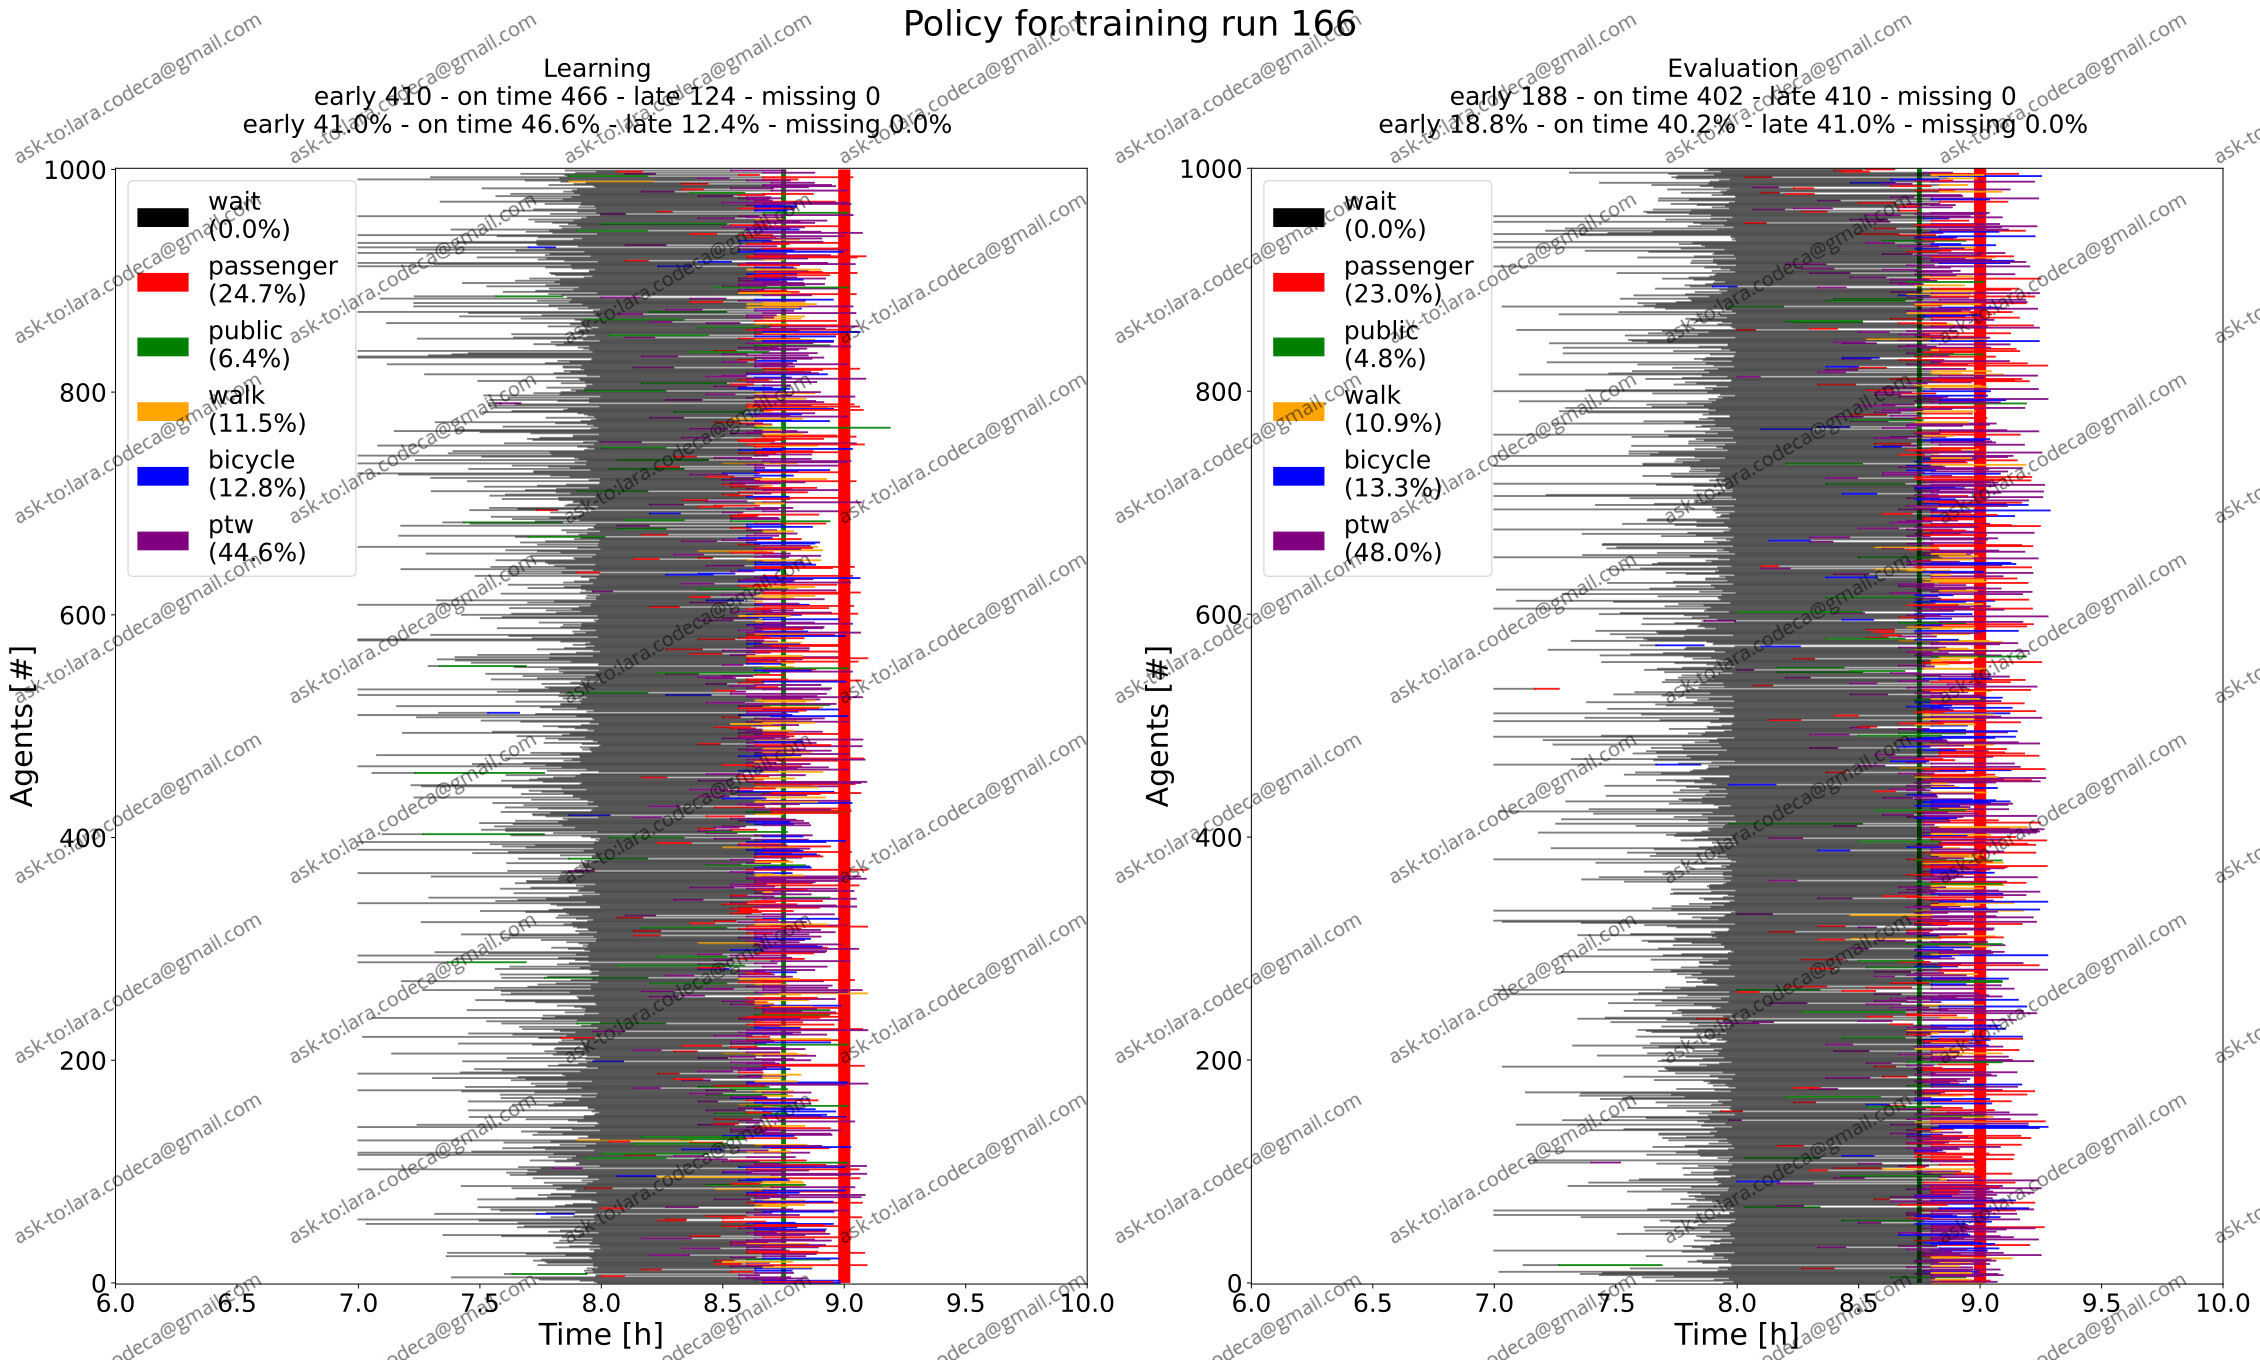 Policy for training run 166
Learning
early 410 - on time 466 - late 124 - missing 0
early 41.0% - on time 46.6% - late 12.4% - missing 0.0%
1000
800
600
400
200
0
Agents [#]
wait
(0.0%)
passenger
(24.7%)
public
(6.4%)
walk
(11.5%)
bicycle
(12.8%)
ptw
(44.6%)
6.0 6.5 7.0 7.5 8.0 8.5 9.0 9.5 10.0
Time [h]
Evaluation
early 188 - on time 402 - late 410 - missing 0
early 18.8% - on time 40.2% - late 41.0% - missing 0.0%
1000
800
600
400
200
0
Agents [#]
wait
(0.0%)
passenger
(23.0%)
public
(4.8%)
walk
(10.9%)
bicycle
(13.3%)
ptw
(48.0%)
6.0 6.5 7.0 7.5 8.0 8.5 9.0 9.5 10.0
Time [h]
ask-to:lara.codeca@gmail.com